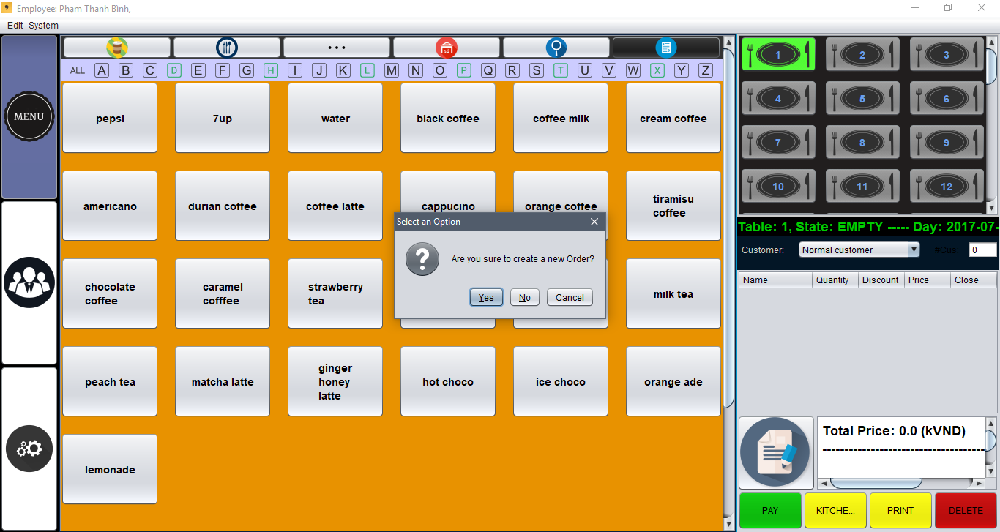 Employee: Phạm Thanh Bình,
Edit System
MENU
ALL A B C D E F G H I J K L M N O P Q R S T U V W X Y Z
pepsi
7up
water
black coffee
coffee milk
cream coffee
americano
durian coffee
coffee latte
cappucino
orange coffee
tiramisu
coffee
chocolate
coffee
caramel
cofffee
strawberry
tea
milk tea
peach tea
matcha latte
ginger
honey
latte
hot choco
ice choco
orange ade
lemonade
Select an Option
Are you sure to create a new Order?
Yes No Cancel
1 2 3
4 5 6
7 8 9
10 11 12
Table: 1, State: EMPTY ----- Day: 2017-07-
Customer: Normal customer #Cus: 0
Name Quantity Discount Price Close
Total Price: 0.0 (kVND)
-------------------------------------
PAY KITCHE... PRINT DELETE